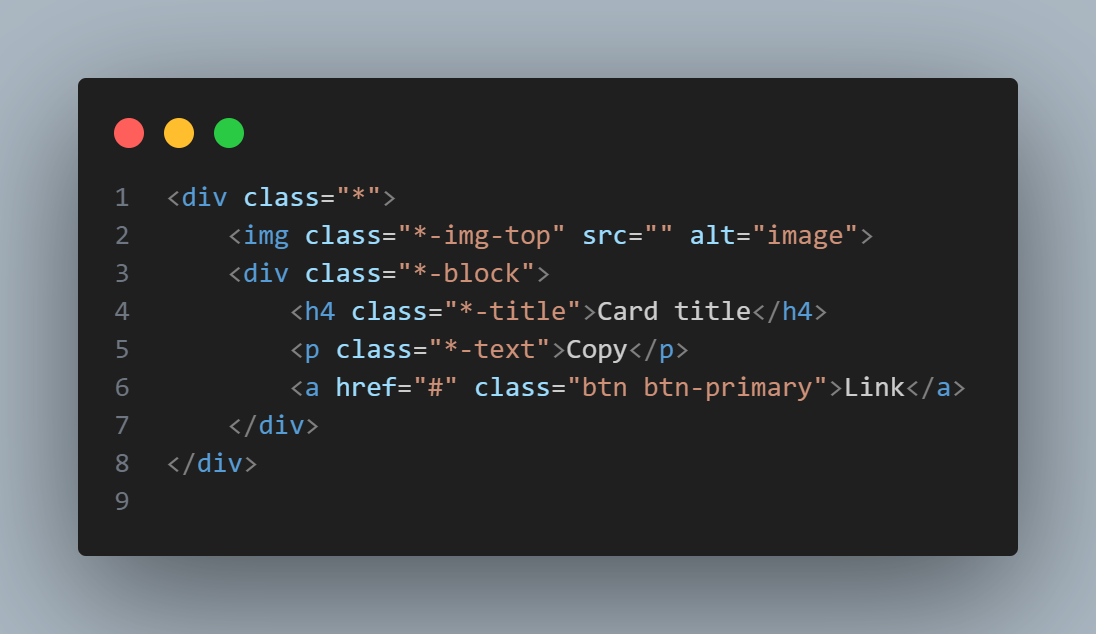 1 <div class="*">
2     <img class="*-img-top" src="" alt="image">
3     <div class="*-block">
4         <h4 class="*-title">Card title</h4>
5         <p class="*-text">Copy</p>
6         <a href="#" class="btn btn-primary">Link</a>
7     </div>
8 </div>
9